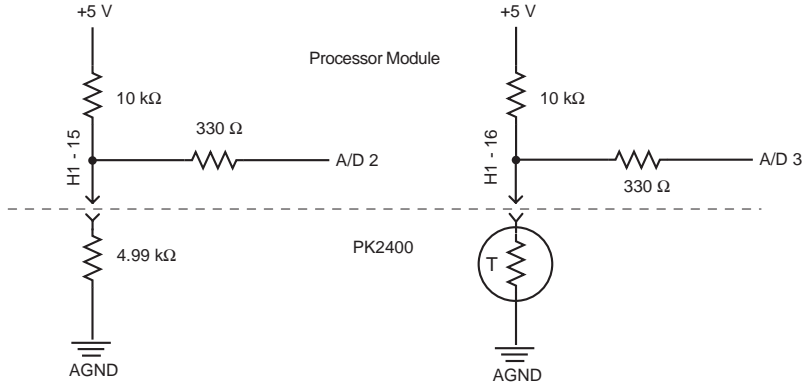 +5 V
+5 V
Processor Module
10 kΩ
10 kΩ
330 Ω
H1 - 15
A/D 2
H1 - 16
A/D 3
330 Ω
4.99 kΩ
PK2400
T
AGND
AGND